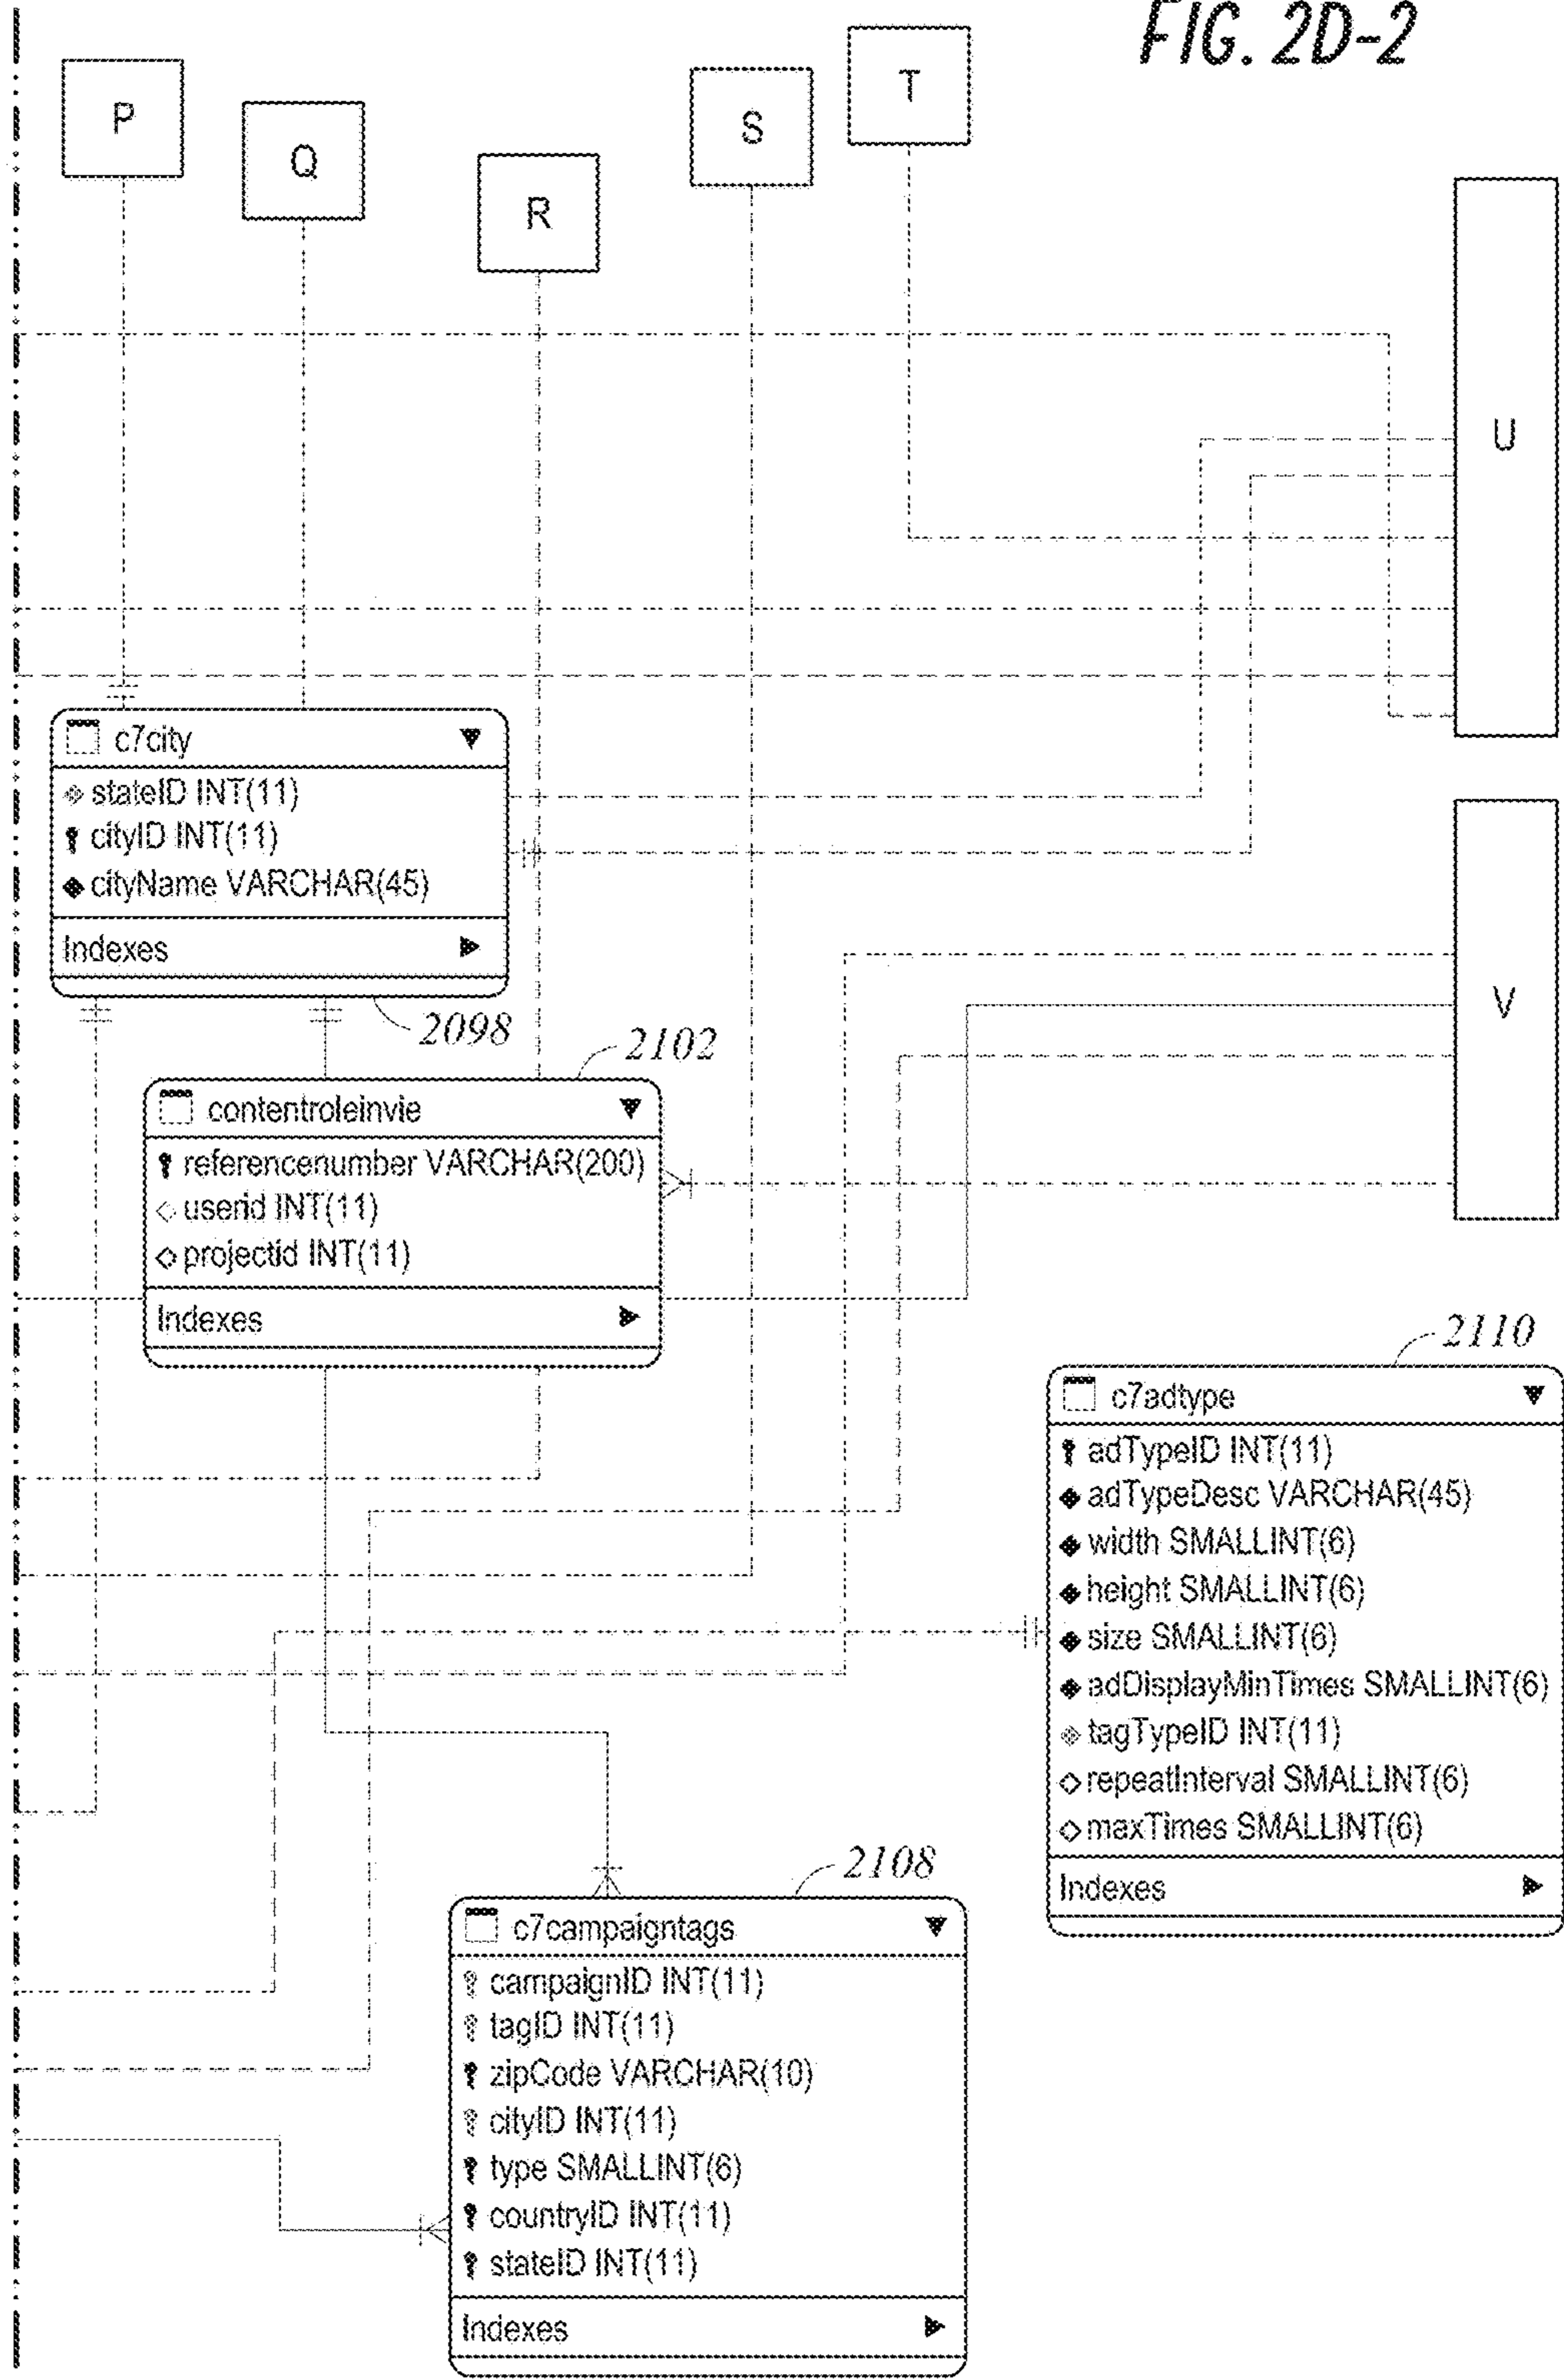 FIG. 2D-2
P
Q
R
S
T
U
V
c7city
stateID INT(11)
cityID INT(11)
cityName VARCHAR(45)
Indexes
2098
2102
contentroleinvie
referencenumber VARCHAR(200)
userid INT(11)
projectid INT(11)
Indexes
2110
c7adtype
adTypeID INT(11)
adTypeDesc VARCHAR(45)
width SMALLINT(6)
height SMALLINT(6)
size SMALLINT(6)
adDisplayMinTimes SMALLINT(6)
tagTypeID INT(11)
repeatInterval SMALLINT(6)
maxTimes SMALLINT(6)
Indexes
2108
c7campaigntags
campaignID INT(11)
tagID INT(11)
zipCode VARCHAR(10)
cityID INT(11)
type SMALLINT(6)
countryID INT(11)
stateID INT(11)
Indexes